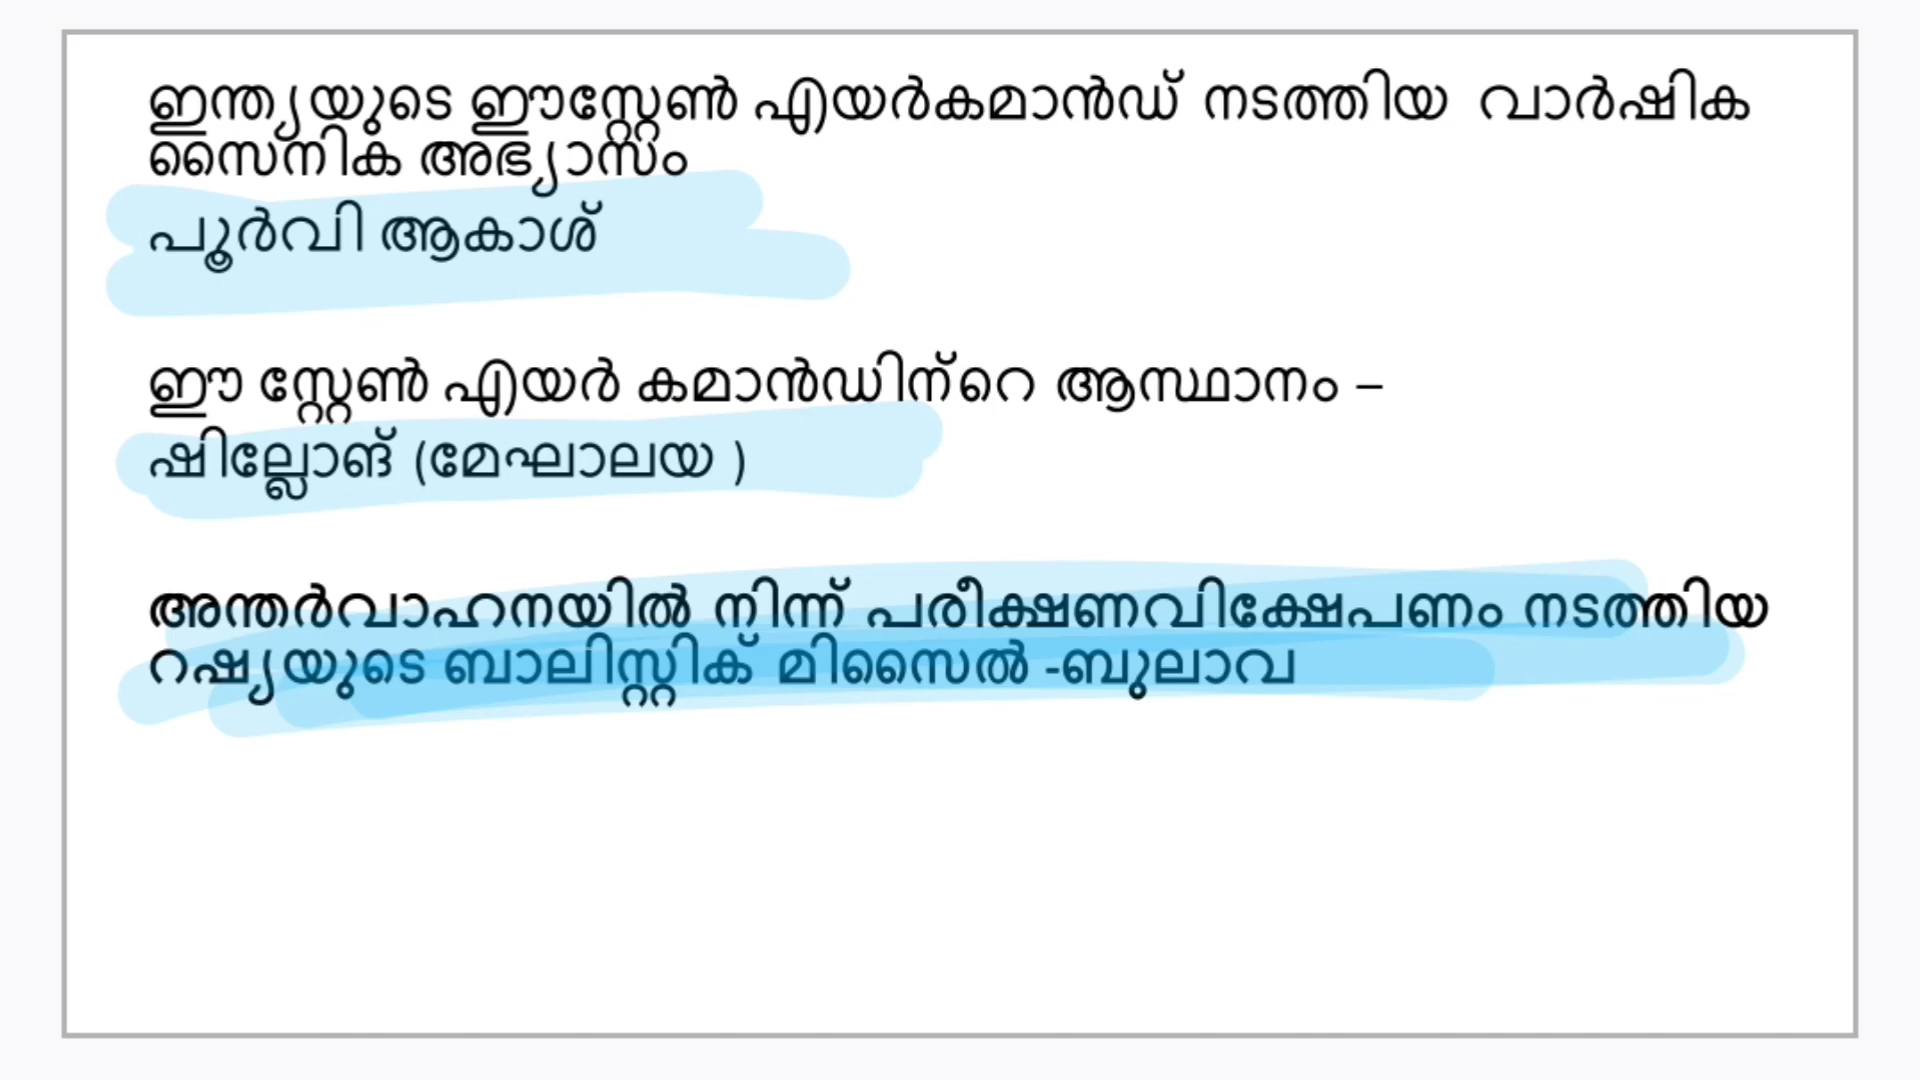 ഇന്ത്യയുടെ ഈസ്റ്റേൺ എയർകമാൻഡ് നടത്തിയ വാർഷിക
സൈനിക അഭ്യാസം
പൂർവി ആകാശ്
ഈ സ്റ്റേൺ എയർ കമാൻഡിന്റെ ആസ്ഥാനം –
ഷില്ലോങ് (മേഘാലയ )
അന്തർവാഹനയിൽ നിന്ന് പരീക്ഷണവിക്ഷേപണം നടത്തിയ
റഷ്യയുടെ ബാലിസ്റ്റിക് മിസൈൽ -ബുലാവ